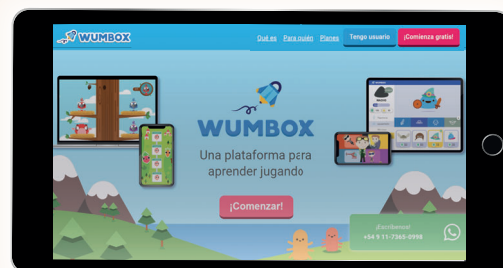 WUMBOX
Qué es Para quién Planes Tengo usuario ¡Comienza gratis!
WUMBOX
Una plataforma para
aprender jugando
¡Comenzar!
¡Escríbenos!
+54 9 11-7365-0998